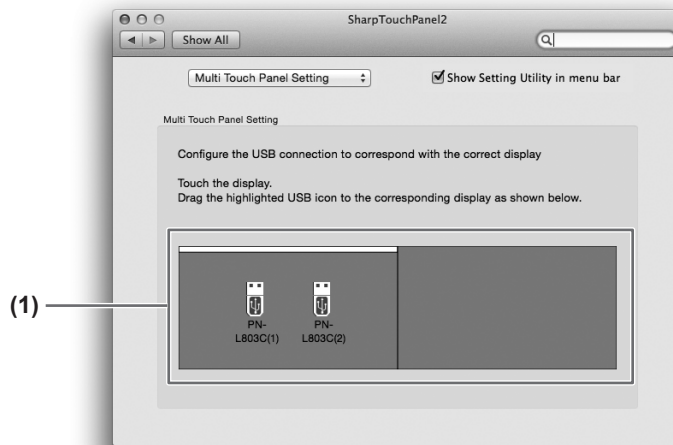 SharpTouchPanel2
Show All
Multi Touch Panel Setting
Show Setting Utility in menu bar
Multi Touch Panel Setting
Configure the USB connection to correspond with the correct display
Touch the display.
Drag the highlighted USB icon to the corresponding display as shown below.
(1)
PN-
L803C(1)
PN-
L803C(2)